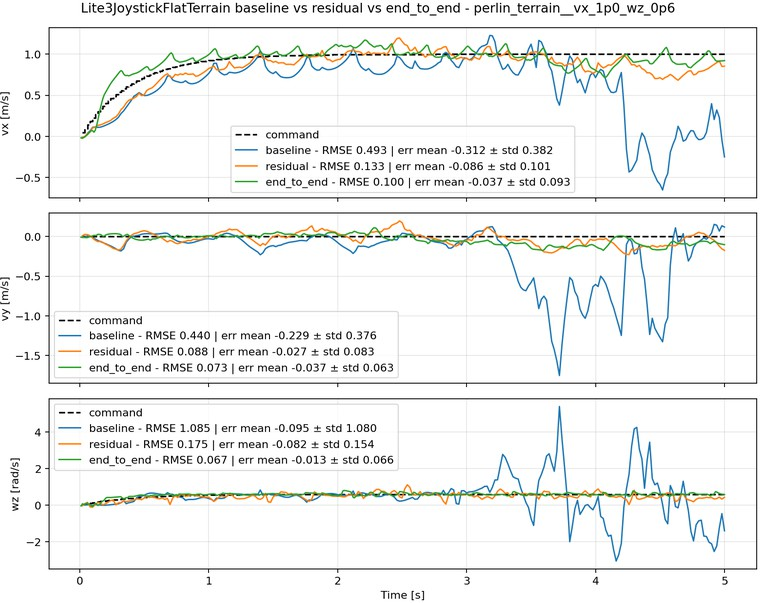 Lite3JoystickFlatTerrain baseline vs residual vs end_to_end - perlin_terrain__vx_1p0_wz_0p6
vx [m/s]
1.0
0.5
0.0
−0.5
command
baseline - RMSE 0.493 | err mean -0.312 ± std 0.382
residual - RMSE 0.133 | err mean -0.086 ± std 0.101
end_to_end - RMSE 0.100 | err mean -0.037 ± std 0.093
vy [m/s]
0.0
−0.5
−1.0
−1.5
command
baseline - RMSE 0.440 | err mean -0.229 ± std 0.376
residual - RMSE 0.088 | err mean -0.027 ± std 0.083
end_to_end - RMSE 0.073 | err mean -0.037 ± std 0.063
wz [rad/s]
4
2
0
−2
command
baseline - RMSE 1.085 | err mean -0.095 ± std 1.080
residual - RMSE 0.175 | err mean -0.082 ± std 0.154
end_to_end - RMSE 0.067 | err mean -0.013 ± std 0.066
0 1 2 3 4 5
Time [s]